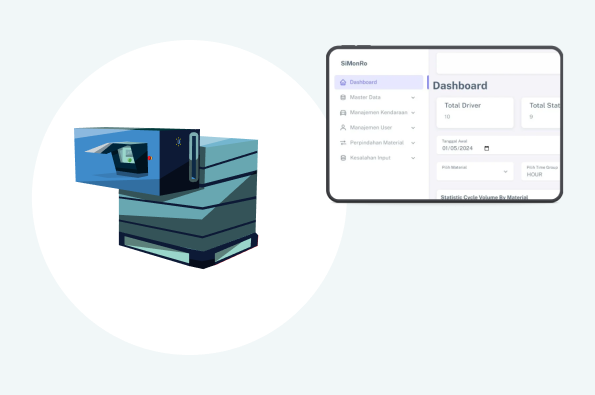 SiMonRo
Dashboard
Master Data
Manajemen Kendaraan
Manajemen User
Perpindahan Material
Kesalahan Input
Dashboard
Total Driver
10
Total Stat
9
Tanggal Awal
01/05/2024
Pilih Material
Pilih Time Group
HOUR
Statistic Cycle Volume By Material